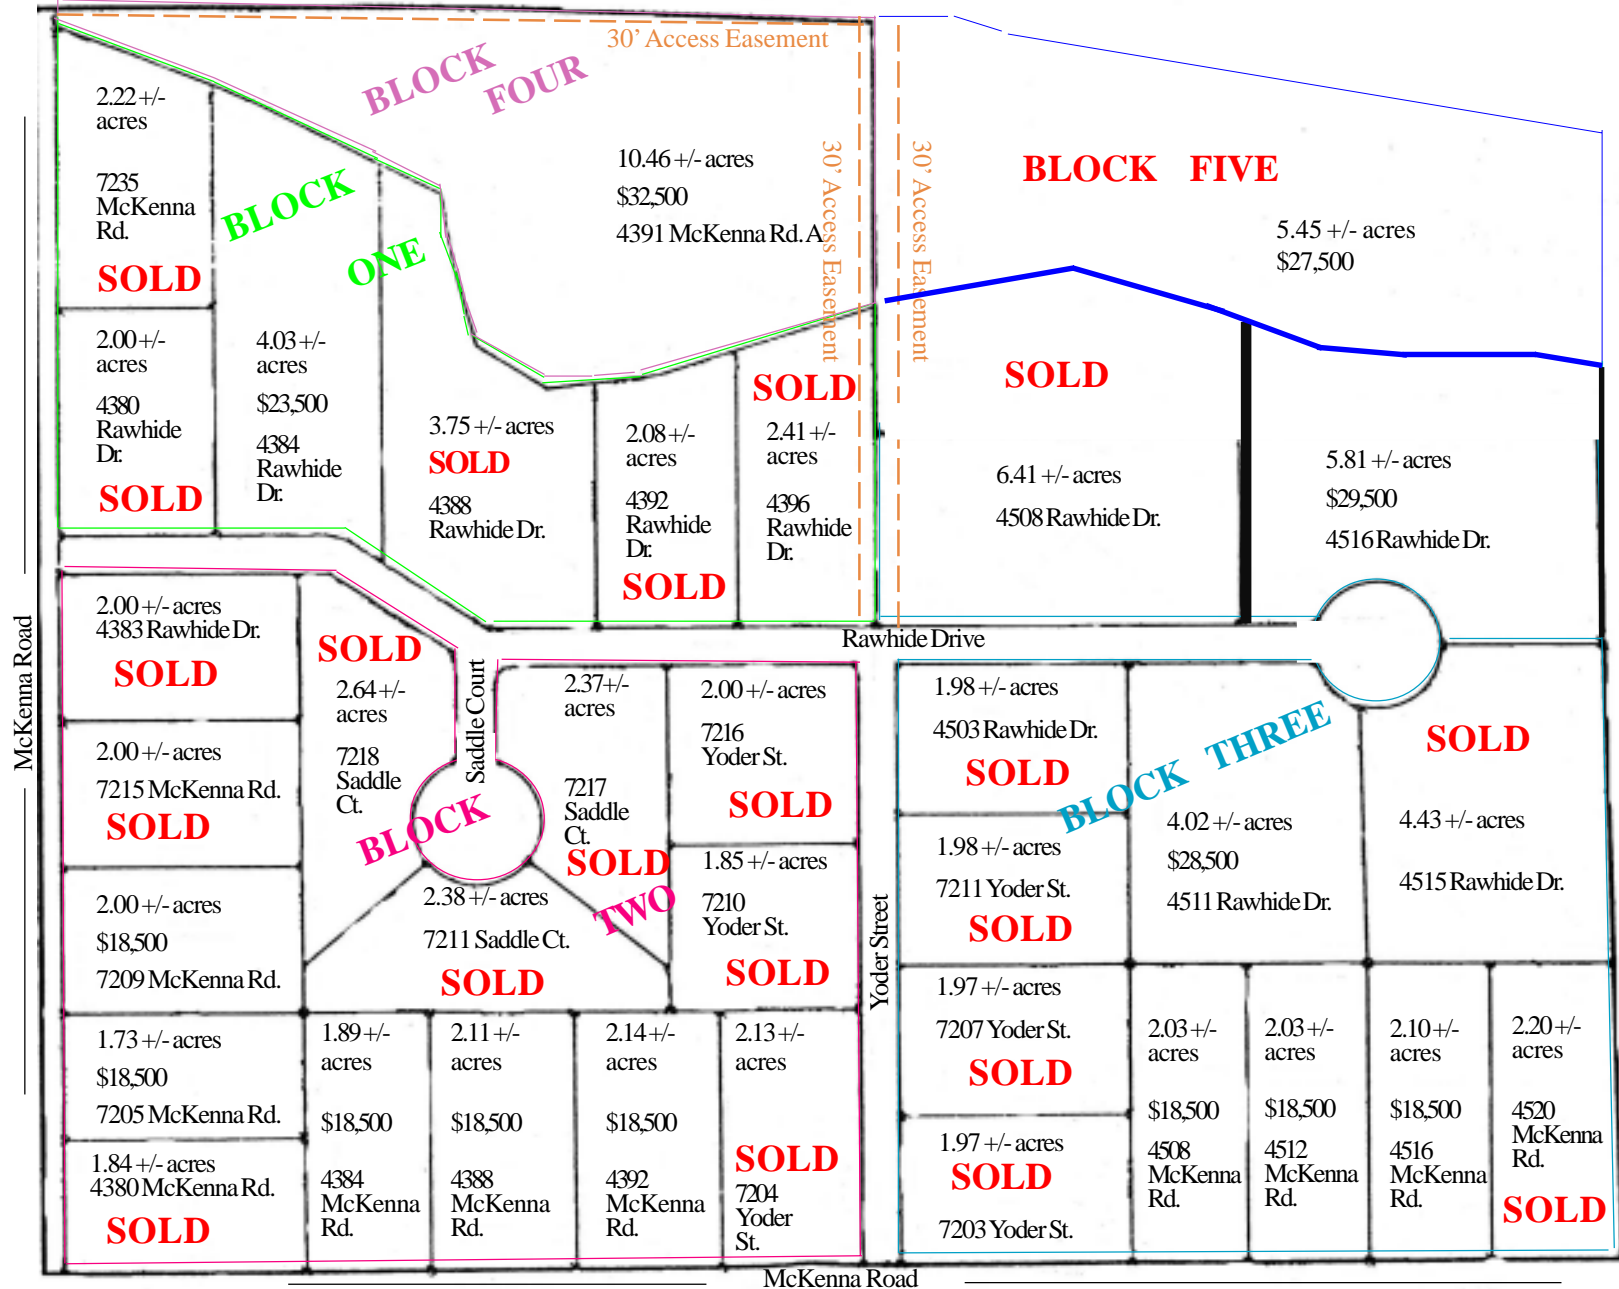 30’ Access Easement
BLOCK
FOUR
2.22 +/-
acres
7235
McKenna
Rd.
SOLD
BLOCK
ONE
10.46 +/- acres
$32,500
4391 McKenna Rd. A
30’ Access Easement
30’ Access Easement
BLOCK FIVE
5.45 +/- acres
$27,500
2.00 +/-
acres
4380
Rawhide
Dr.
SOLD
4.03 +/-
acres
$23,500
4384
Rawhide
Dr.
3.75 +/- acres
SOLD
4388
Rawhide Dr.
2.08 +/-
acres
4392
Rawhide
Dr.
SOLD
SOLD
2.41 +/-
acres
4396
Rawhide
Dr.
SOLD
6.41 +/- acres
4508 Rawhide Dr.
5.81 +/- acres
$29,500
4516 Rawhide Dr.
McKenna Road
Rawhide Drive
2.00 +/- acres
4383 Rawhide Dr.
SOLD
2.00 +/- acres
7215 McKenna Rd.
SOLD
2.00 +/- acres
$18,500
7209 McKenna Rd.
1.73 +/- acres
$18,500
7205 McKenna Rd.
1.84 +/- acres
4380 McKenna Rd.
SOLD
SOLD
2.64 +/-
acres
7218
Saddle
Ct.
Saddle Court
BLOCK
TWO
2.37+/-
acres
7217
Saddle
Ct.
SOLD
2.38 +/- acres
7211 Saddle Ct.
SOLD
2.00 +/- acres
7216
Yoder St.
SOLD
1.85 +/- acres
7210
Yoder St.
SOLD
1.89 +/-
acres
$18,500
4384
McKenna
Rd.
2.11 +/-
acres
$18,500
4388
McKenna
Rd.
2.14 +/-
acres
$18,500
4392
McKenna
Rd.
2.13 +/-
acres
SOLD
7204
Yoder
St.
Yoder Street
1.98 +/- acres
4503 Rawhide Dr.
SOLD
BLOCK THREE
1.98 +/- acres
7211 Yoder St.
SOLD
1.97 +/- acres
7207 Yoder St.
SOLD
1.97 +/- acres
SOLD
7203 Yoder St.
4.02 +/- acres
$28,500
4511 Rawhide Dr.
SOLD
4.43 +/- acres
4515 Rawhide Dr.
2.03 +/-
acres
$18,500
4508
McKenna
Rd.
2.03 +/-
acres
$18,500
4512
McKenna
Rd.
2.10 +/-
acres
$18,500
4516
McKenna
Rd.
2.20 +/-
acres
4520
McKenna
Rd.
SOLD
McKenna Road